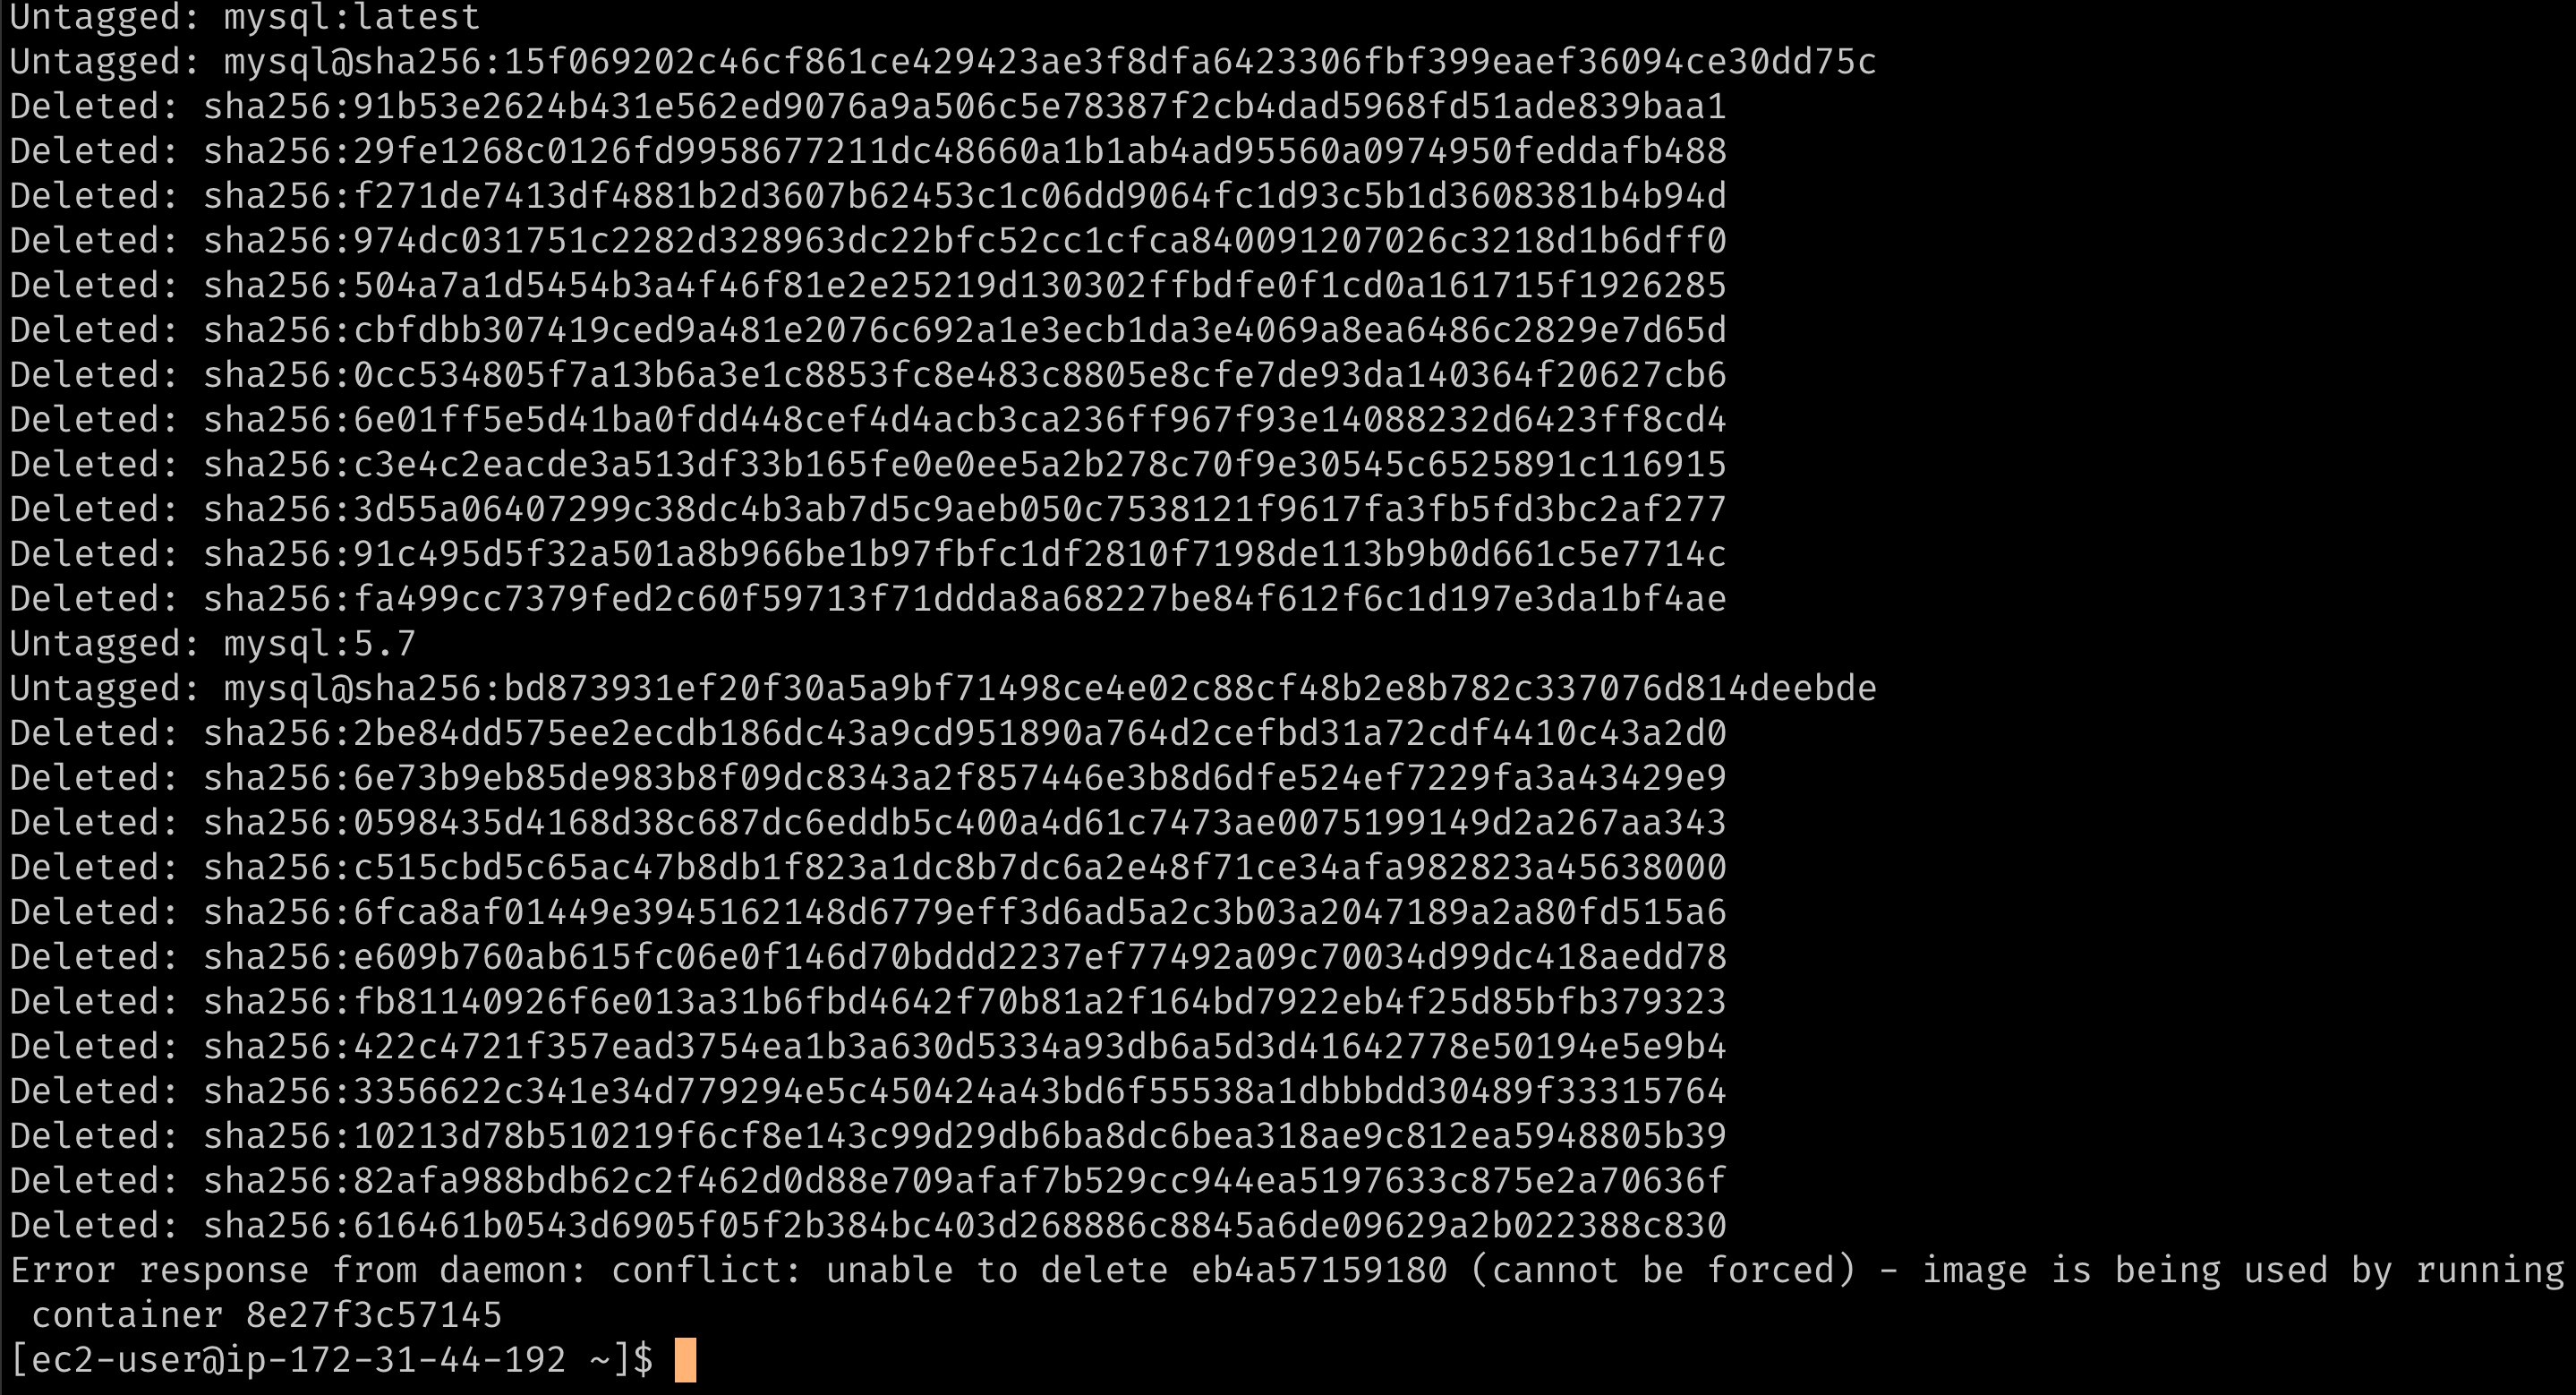 Untagged: mysql:latest
Untagged: mysql@sha256:15f069202c46cf861ce429423ae3f8dfa6423306fbf399eaef36094ce30dd75c
Deleted: sha256:91b53e2624b431e562ed9076a9a506c5e78387f2cb4dad5968fd51ade839baa1
Deleted: sha256:29fe1268c0126fd9958677211dc48660a1b1ab4ad95560a0974950feddafb488
Deleted: sha256:f271de7413df4881b2d3607b62453c1c06dd9064fc1d93c5b1d3608381b4b94d
Deleted: sha256:974dc031751c2282d328963dc22bfc52cc1cfca840091207026c3218d1b6dff0
Deleted: sha256:504a7a1d5454b3a4f46f81e2e25219d130302ffbdfe0f1cd0a161715f1926285
Deleted: sha256:cbfdbb307419ced9a481e2076c692a1e3ecb1da3e4069a8ea6486c2829e7d65d
Deleted: sha256:0cc534805f7a13b6a3e1c8853fc8e483c8805e8cfe7de93da140364f20627cb6
Deleted: sha256:6e01ff5e5d41ba0fdd448cef4d4acb3ca236ff967f93e14088232d6423ff8cd4
Deleted: sha256:c3e4c2eacde3a513df33b165fe0e0ee5a2b278c70f9e30545c6525891c116915
Deleted: sha256:3d55a06407299c38dc4b3ab7d5c9aeb050c7538121f9617fa3fb5fd3bc2af277
Deleted: sha256:91c495d5f32a501a8b966be1b97fbfc1df2810f7198de113b9b0d661c5e7714c
Deleted: sha256:fa499cc7379fed2c60f59713f71ddda8a68227be84f612f6c1d197e3da1bf4ae
Untagged: mysql:5.7
Untagged: mysql@sha256:bd873931ef20f30a5a9bf71498ce4e02c88cf48b2e8b782c337076d814deebde
Deleted: sha256:2be84dd575ee2ecdb186dc43a9cd951890a764d2cefbd31a72cdf4410c43a2d0
Deleted: sha256:6e73b9eb85de983b8f09dc8343a2f857446e3b8d6dfe524ef7229fa3a43429e9
Deleted: sha256:0598435d4168d38c687dc6eddb5c400a4d61c7473ae0075199149d2a267aa343
Deleted: sha256:c515cbd5c65ac47b8db1f823a1dc8b7dc6a2e48f71ce34afa982823a45638000
Deleted: sha256:6fca8af01449e3945162148d6779eff3d6ad5a2c3b03a2047189a2a80fd515a6
Deleted: sha256:e609b760ab615fc06e0f146d70bddd2237ef77492a09c70034d99dc418aedd78
Deleted: sha256:fb81140926f6e013a31b6fbd4642f70b81a2f164bd7922eb4f25d85bfb379323
Deleted: sha256:422c4721f357ead3754ea1b3a630d5334a93db6a5d3d41642778e50194e5e9b4
Deleted: sha256:3356622c341e34d779294e5c450424a43bd6f55538a1dbbbdd30489f33315764
Deleted: sha256:10213d78b510219f6cf8e143c99d29db6ba8dc6bea318ae9c812ea5948805b39
Deleted: sha256:82afa988bdb62c2f462d0d88e709afaf7b529cc944ea5197633c875e2a70636f
Deleted: sha256:616461b0543d6905f05f2b384bc403d268886c8845a6de09629a2b022388c830
Error response from daemon: conflict: unable to delete eb4a57159180 (cannot be forced) - image is being used by running
container 8e27f3c57145
[ec2-user@ip-172-31-44-192 ~]$